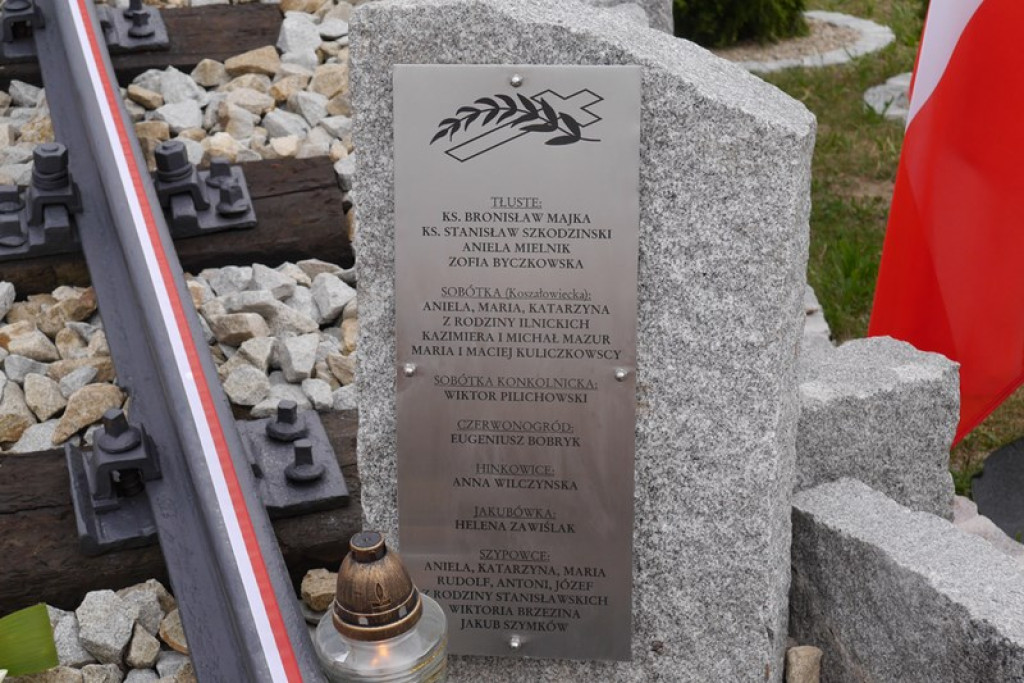 TŁUSTE:
KS. BRONISŁAW MAJKA
KS. STANISŁAW SZKODZINSKI
ANIELA MIELNIK
ZOFIA BYCZKOWSKA
SOBÓTKA (Koszałowiecka):
ANIELA, MARIA, KATARZYNA
Z RODZINY ILNICKICH
KAZIMIERA I MICHAŁ MAZUR
MARIA I MACIEJ KULICZKOWSCY
SOBÓTKA KONKOLNICKA:
WIKTOR PILICHOWSKI
CZERWONOGRÓD:
EUGENIUSZ BOBRYK
HINKOWICE:
ANNA WILCZYNSKA
JAKUBÓWKA:
HELENA ZAWIŚLAK
SZYPOWCE:
ANIELA, KATARZYNA, MARIA
RUDOLF, ANTONI, JÓZEF
Z RODZINY STANISŁAWSKICH
WIKTORIA BRZEZINA
JAKUB SZYMKÓW